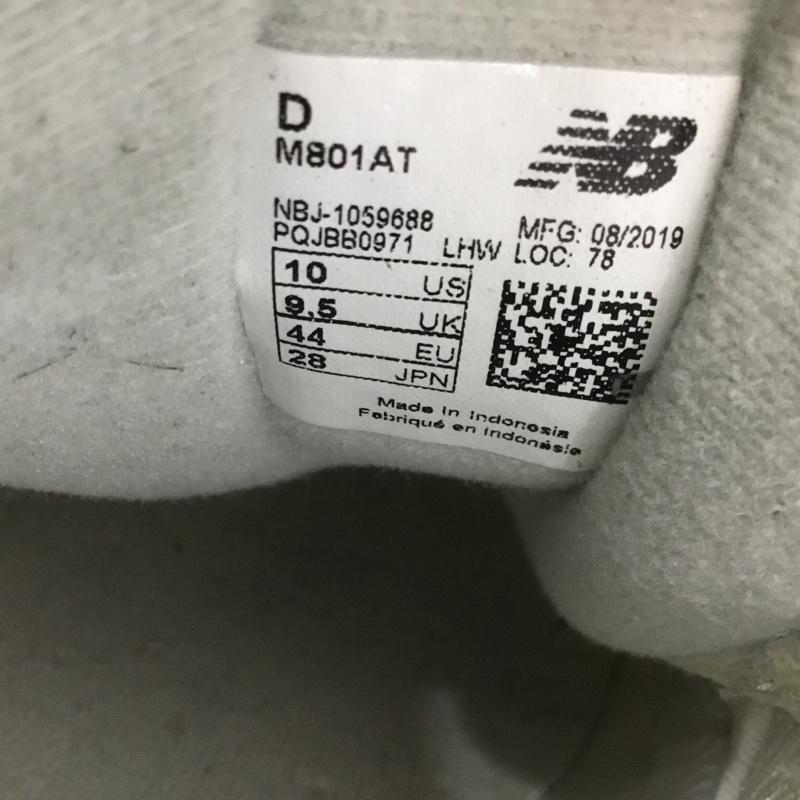 D
M801AT
NB
NBJ-1059688
PQJBB0971 LHW
MFG: 08/2019
LOC: 78
10 US
9.5 UK
44 EU
28 JPN
Made in Indonesia
Fabriqué en Indonésie